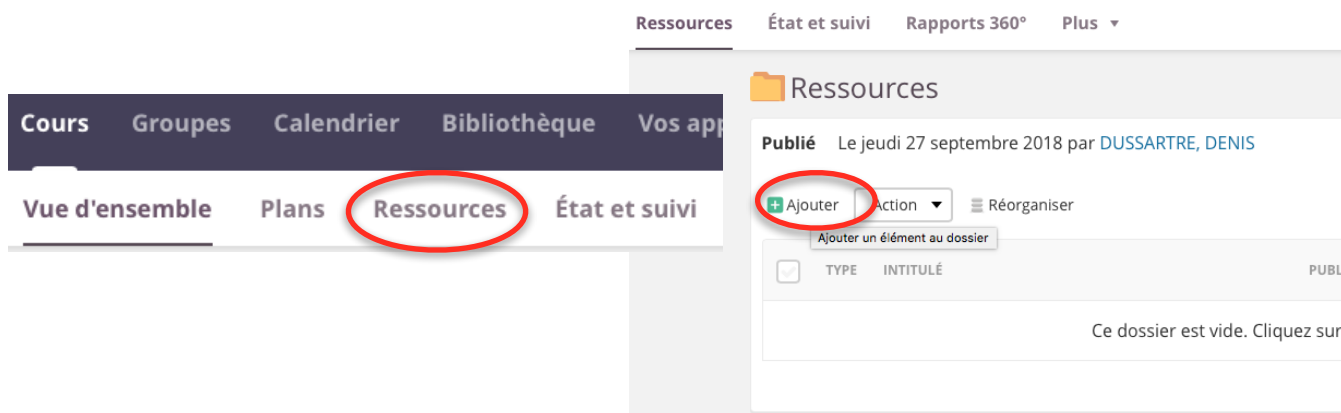 Cours Groupes Calendrier Bibliothèque Vos app
Vue d'ensemble Plans Ressources État et suivi
Ressources État et suivi Rapports 360° Plus
Ressources
Publié Le jeudi 27 septembre 2018 par DUSSARTRE, DENIS
Ajouter Action Réorganiser
Ajouter un élément au dossier
TYPE INTITULÉ PUBL
Ce dossier est vide. Cliquez sur